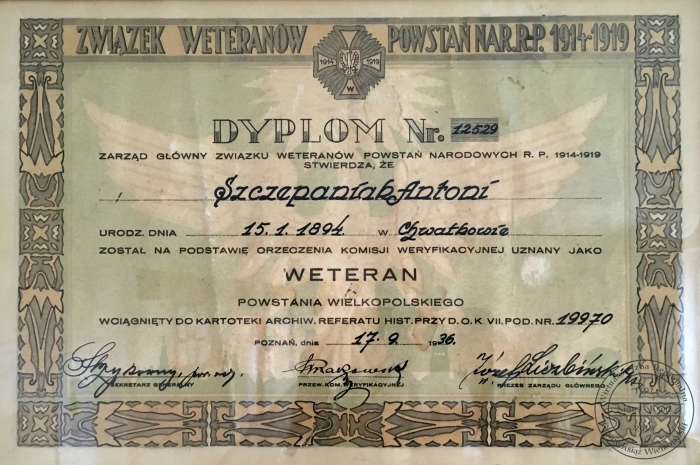 ZWIĄZEK WETERANÓW POWSTAŃ NAR. R.P. 1914-1919
1914 1919
W
DYPLOM Nr. 12529
ZARZĄD GŁÓWNY ZWIĄZKU WETERANÓW POWSTAŃ NARODOWYCH R. P. 1914-1919
STWIERDZA, ŻE
Szczepaniak Antoni
URODZ. DNIA 15. 1. 1894 W Chwałkowie
ZOSTAŁ NA PODSTAWIE ORZECZENIA KOMISJI WERYFIKACYJNEJ UZNANY JAKO
WETERAN
POWSTANIA WIELKOPOLSKIEGO
WCIĄGNIĘTY DO KARTOTEKI ARCHIW. REFERATU HIST. PRZY D. O. K. VII. POD. NR. 19970
POZNAŃ, dnia 17. 9. 1936.
SEKRETARZ GENERALNY PRZEW. KOM. WERYFIKACYJNEJ PREZES ZARZĄDU GŁÓWNEGO